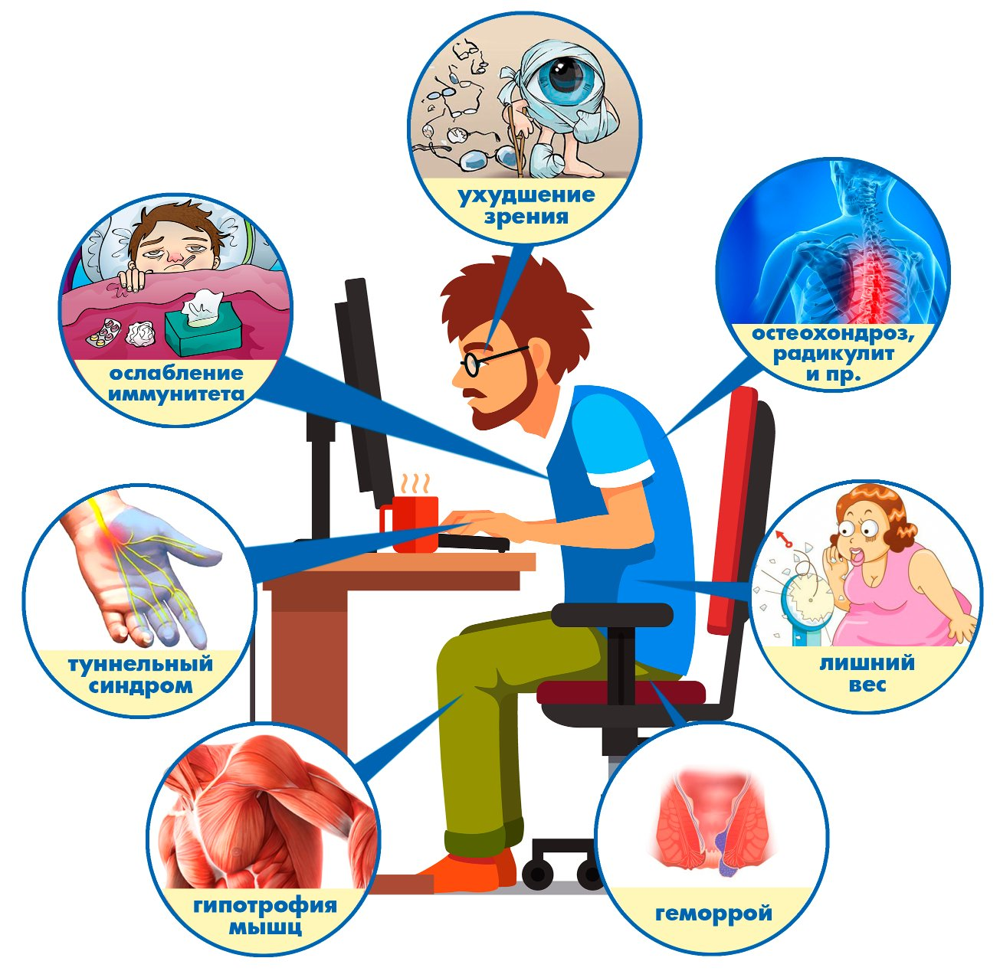 ухудшение
зрения
остеохондроз,
радикулит
и пр.
ослабление
иммунитета
туннельный
синдром
лишний
вес
гипотрофия
мышц
геморрой